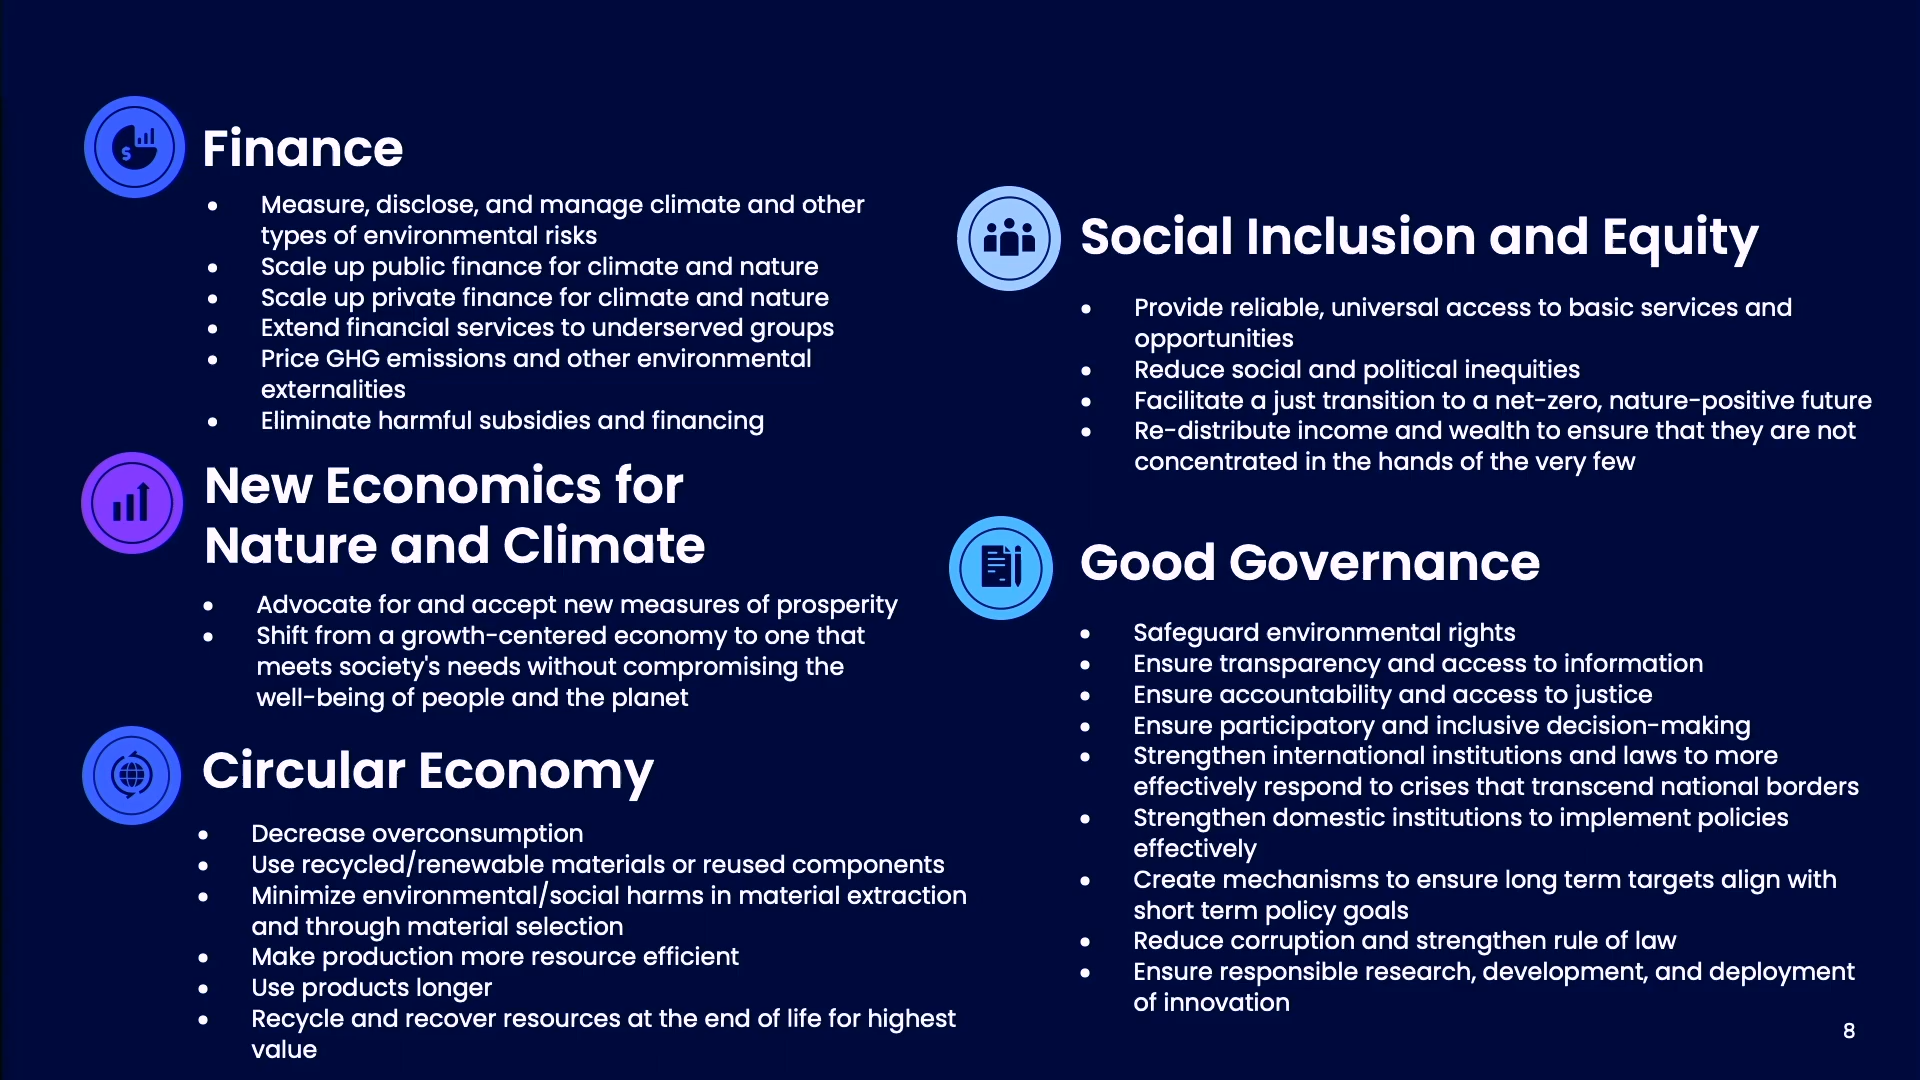 Finance
• Measure, disclose, and manage climate and other
types of environmental risks
• Scale up public finance for climate and nature
• Scale up private finance for climate and nature
• Extend financial services to underserved groups
• Price GHG emissions and other environmental
externalities
• Eliminate harmful subsidies and financing
New Economics for
Nature and Climate
• Advocate for and accept new measures of prosperity
• Shift from a growth-centered economy to one that
meets society's needs without compromising the
well-being of people and the planet
Circular Economy
• Decrease overconsumption
• Use recycled/renewable materials or reused components
• Minimize environmental/social harms in material extraction
and through material selection
• Make production more resource efficient
• Use products longer
• Recycle and recover resources at the end of life for highest
value
Social Inclusion and Equity
• Provide reliable, universal access to basic services and
opportunities
• Reduce social and political inequities
• Facilitate a just transition to a net-zero, nature-positive future
• Re-distribute income and wealth to ensure that they are not
concentrated in the hands of the very few
Good Governance
• Safeguard environmental rights
• Ensure transparency and access to information
• Ensure accountability and access to justice
• Ensure participatory and inclusive decision-making
• Strengthen international institutions and laws to more
effectively respond to crises that transcend national borders
• Strengthen domestic institutions to implement policies
effectively
• Create mechanisms to ensure long term targets align with
short term policy goals
• Reduce corruption and strengthen rule of law
• Ensure responsible research, development, and deployment
of innovation
8